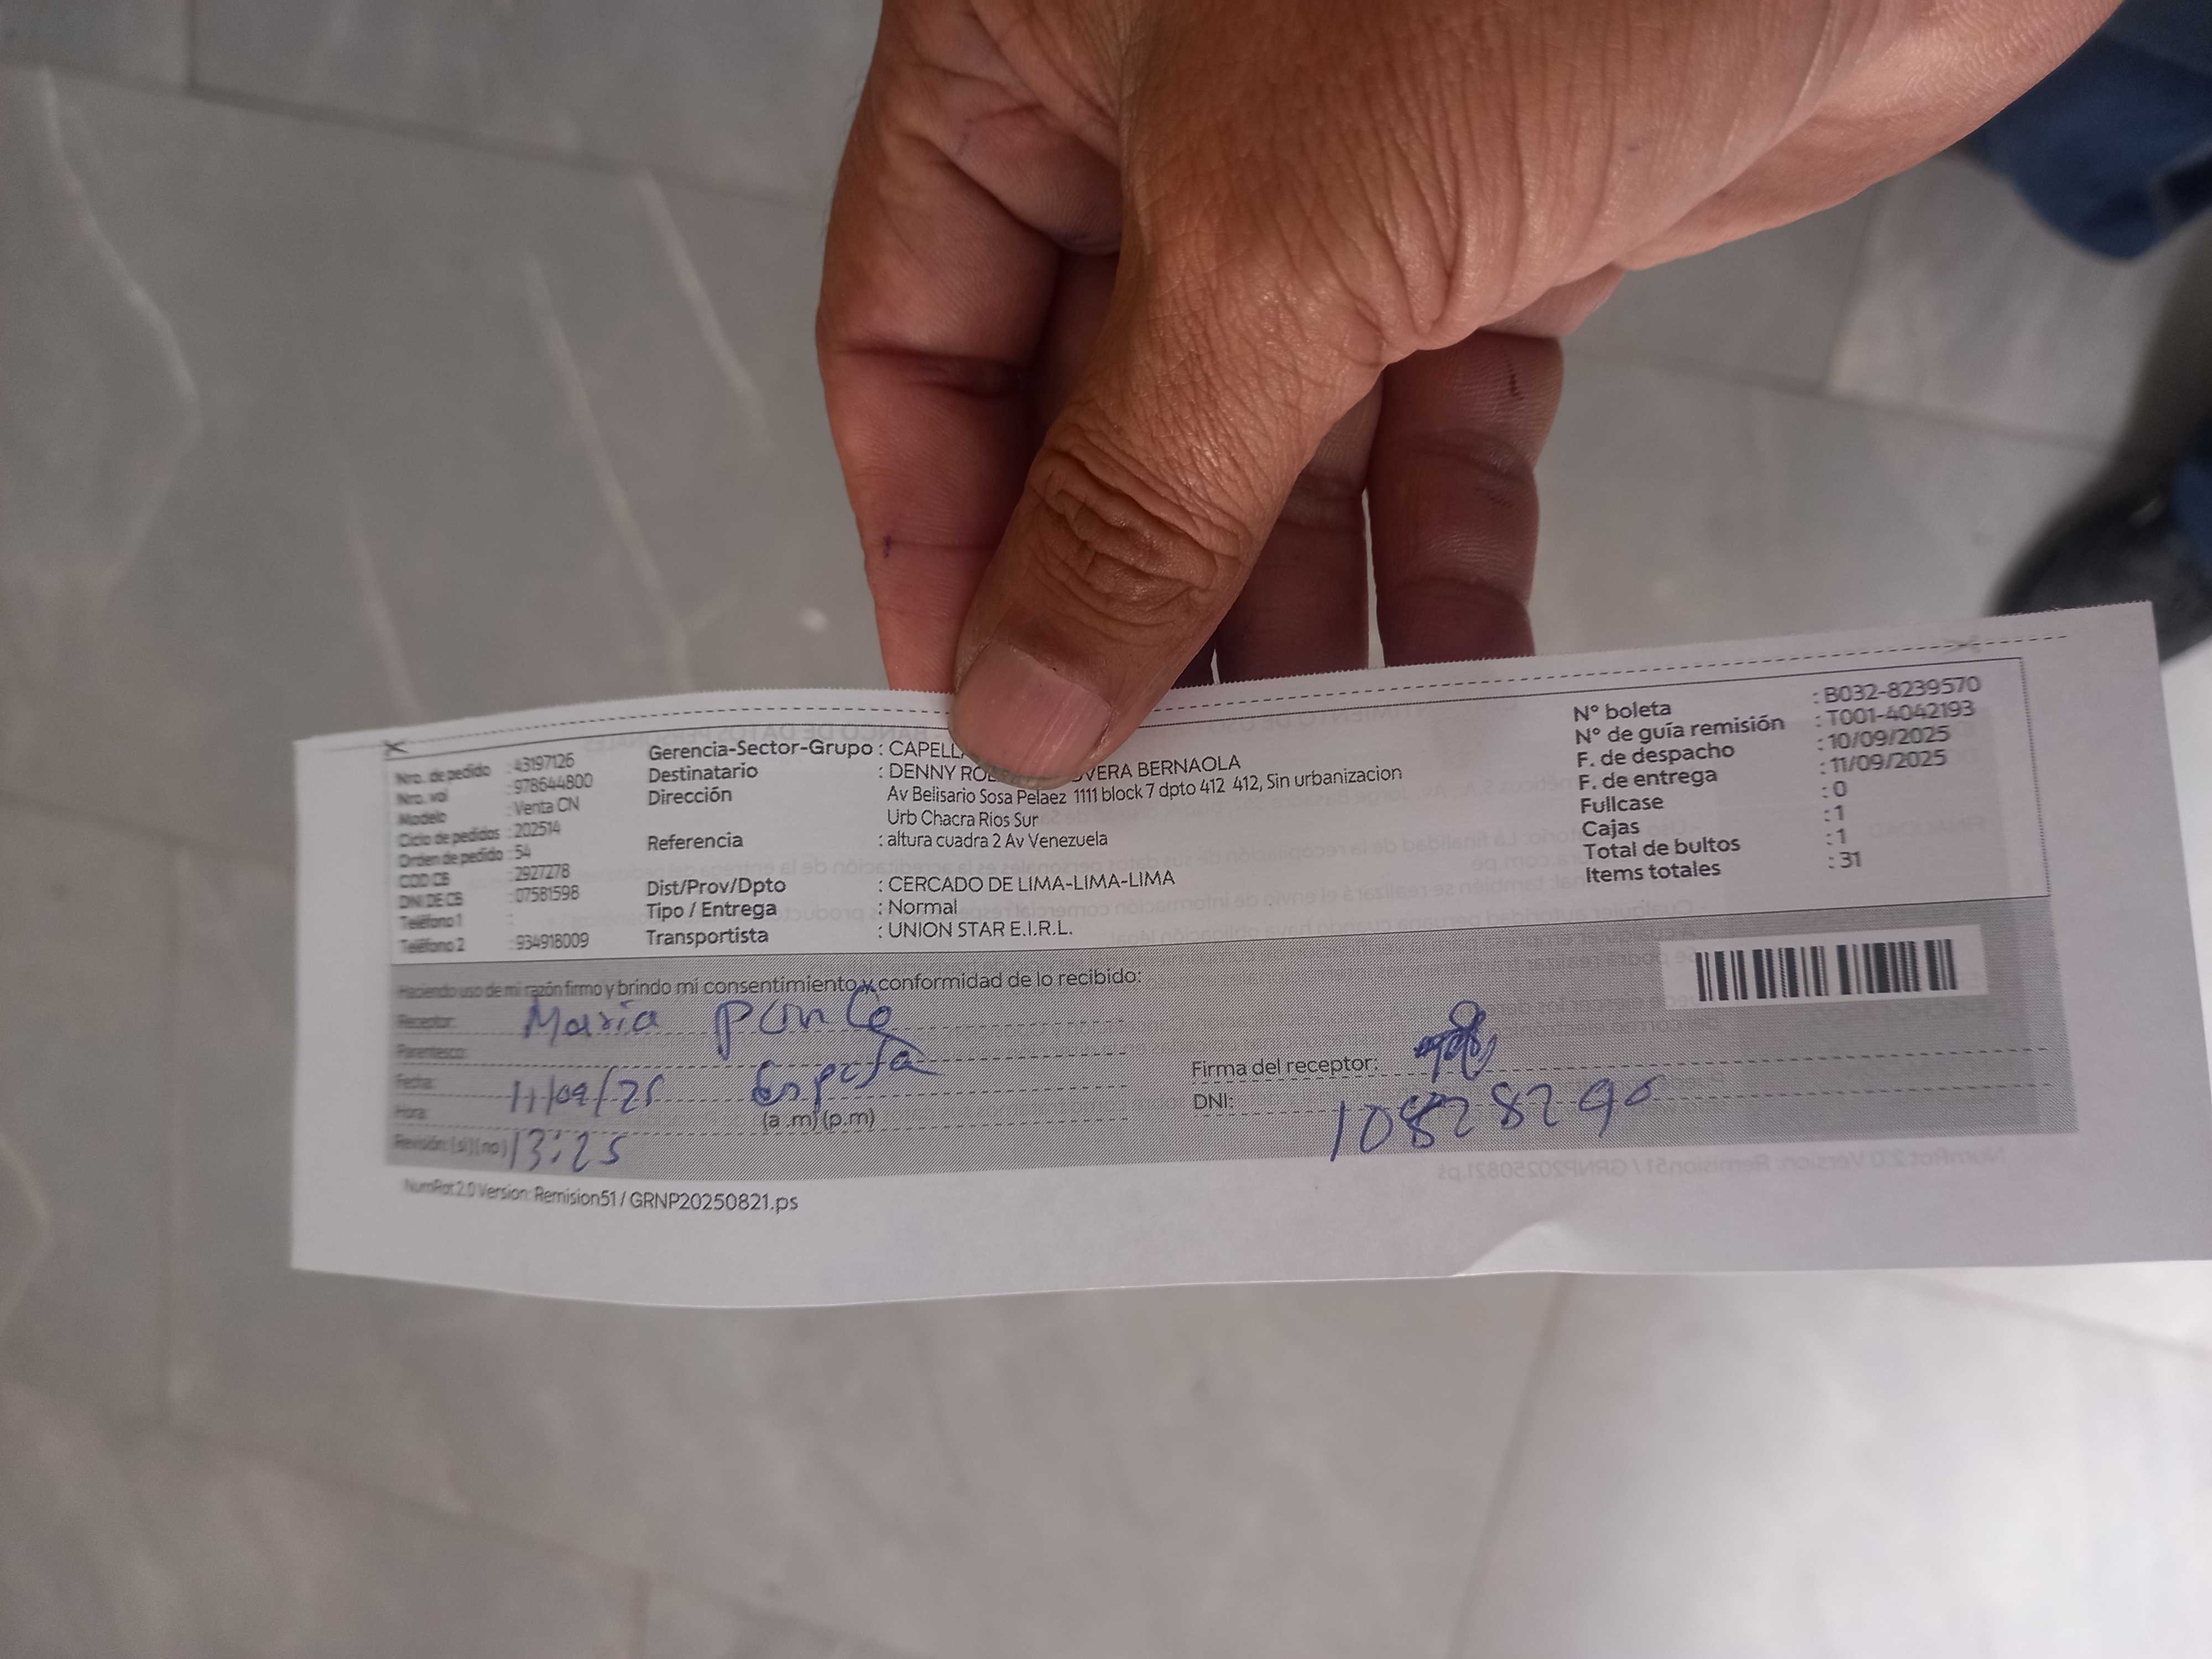 Nro. de pedido : 43197126
Nro. vol : 978644800
Modelo : Venta CN
Ciclo de pedidos : 202514
Orden de pedido : 54
COD CB : 2927278
DNI DE CB : 07581598
Teléfono 1 :
Teléfono 2 : 934918009
Gerencia-Sector-Grupo : CAPELL
Destinatario : DENNY VERA BERNAOLA
Dirección : Av Belisario Sosa Pelaez 1111 block 7 dpto 412 412, Sin urbanizacion
Urb Chacra Rios Sur
Referencia : altura cuadra 2 Av Venezuela
Dist/Prov/Dpto : CERCADO DE LIMA-LIMA-LIMA
Tipo / Entrega : Normal
Transportista : UNION STAR E.I.R.L.
N° boleta : B032-8239570
N° de guía remisión : T001-4042193
F. de despacho : 10/09/2025
F. de entrega : 11/09/2025
Fullcase : 0
Cajas : 1
Total de bultos : 1
Items totales : 31
Haciendo uso de mi razón firmo y brindo mi consentimiento y conformidad de lo recibido:
Receptor: Maria Ponce
Parentesco: Esposa
Fecha: 11/09/25
Hora: 13:25 (a .m) (p.m)
Revisión: (si) (no)
Firma del receptor:
DNI: 10828290
NumRot 2.0 Version: Remision51 / GRNP20250821.ps